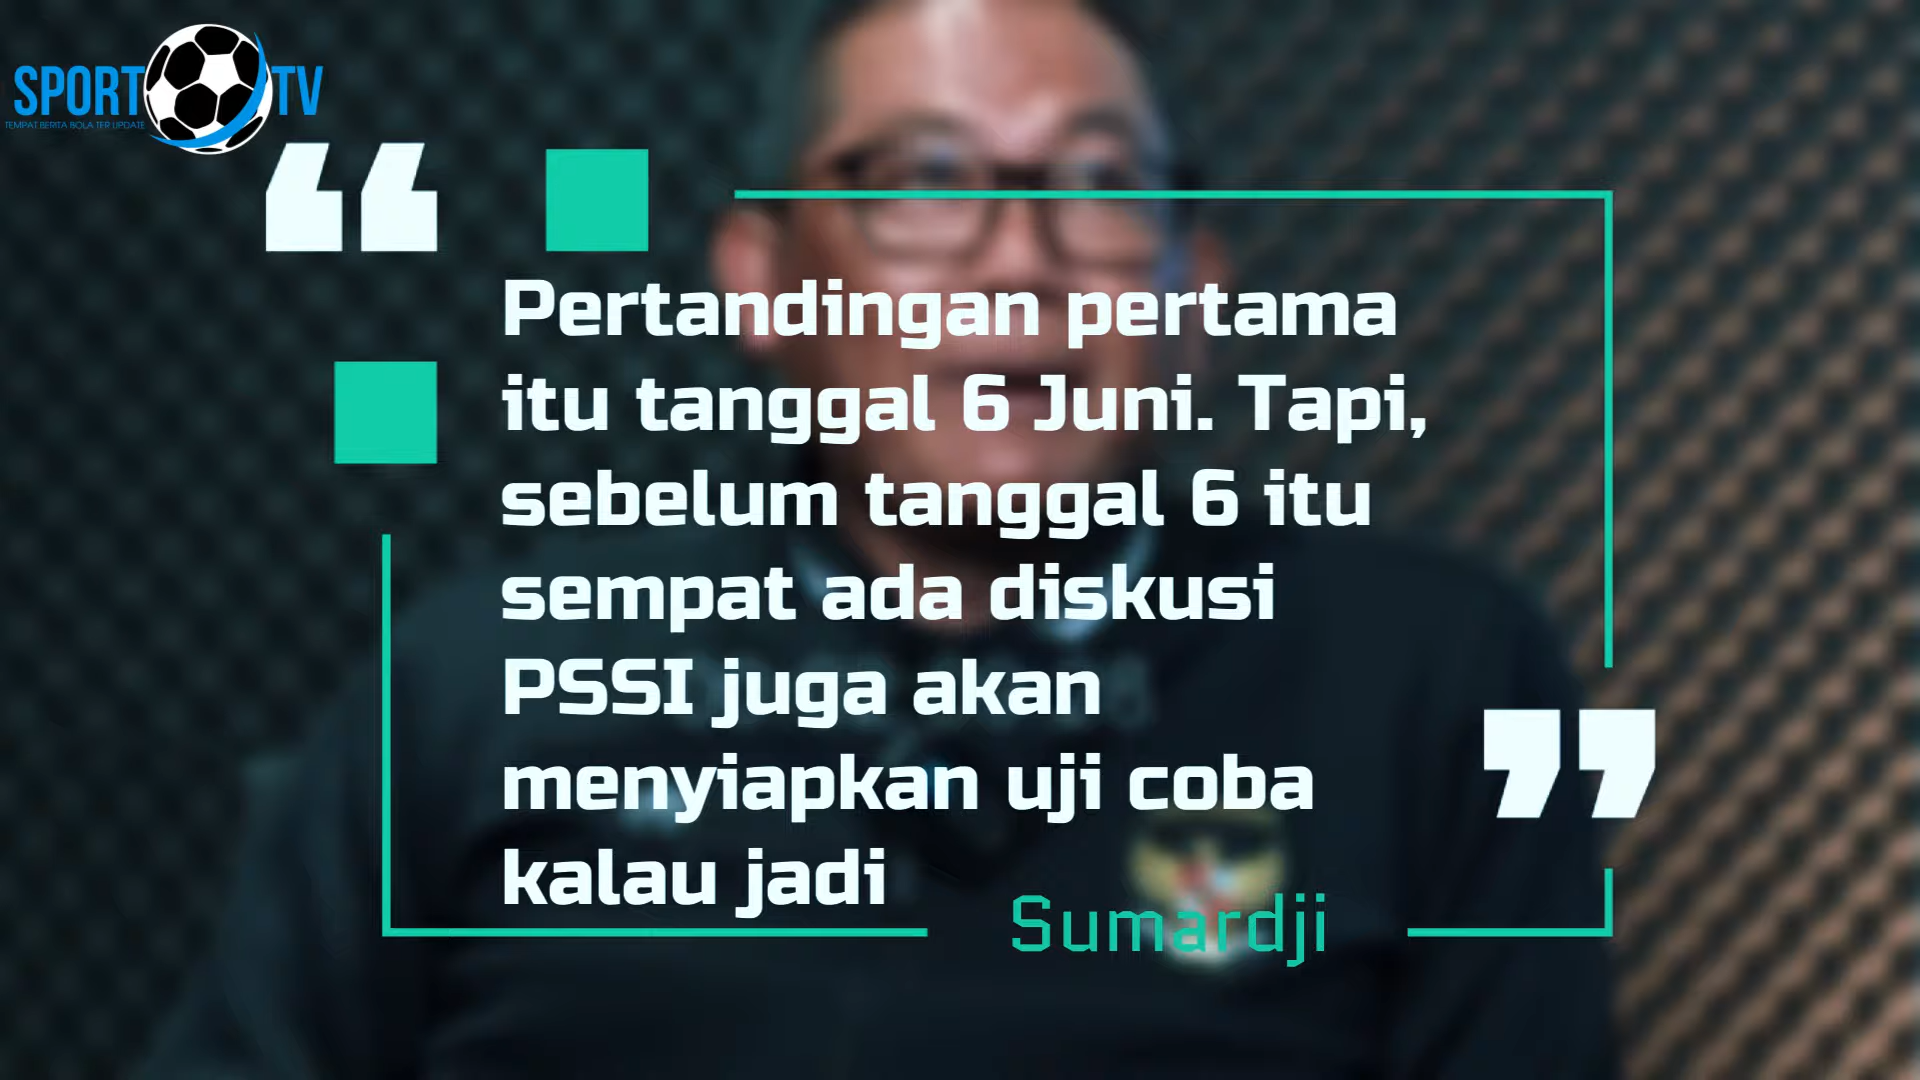 SPORT TV
TEMPAT BERITA BOLA TER UPDATE
“
Pertandingan pertama
itu tanggal 6 Juni. Tapi,
sebelum tanggal 6 itu
sempat ada diskusi
PSSI juga akan
menyiapkan uji coba
kalau jadi
”
Sumardji